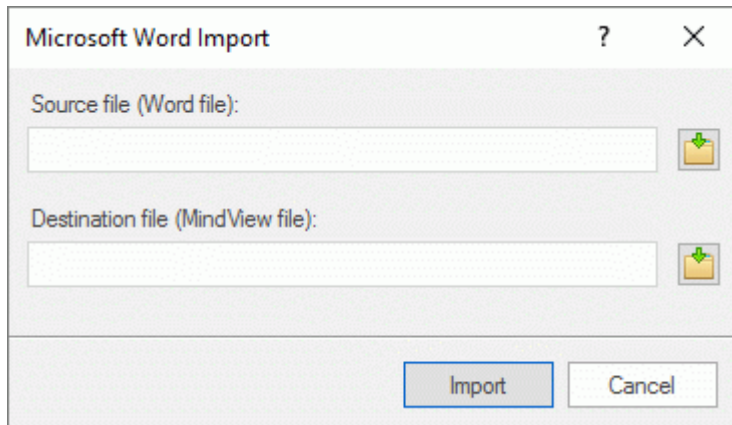 Microsoft Word Import ?
Source file (Word file):
Destination file (MindView file):
Import Cancel